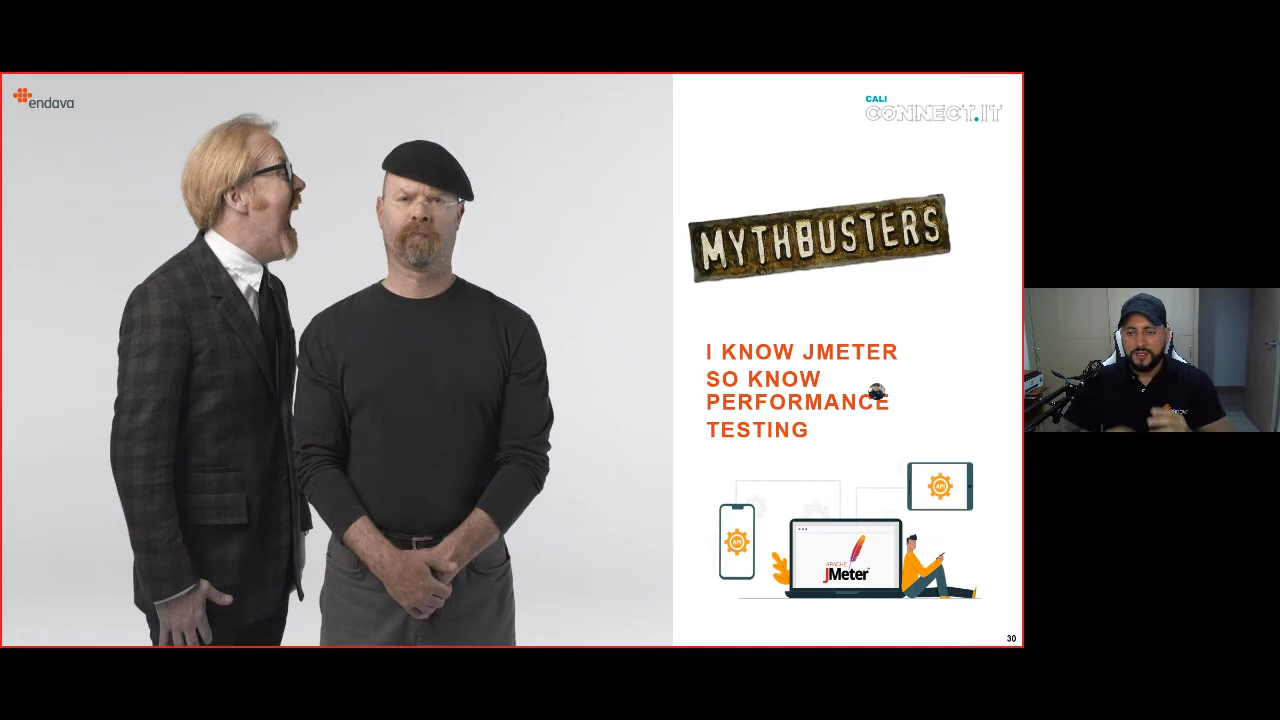 endava
CALI
CONNECT.IT
MYTHBUSTERS
I KNOW JMETER
SO KNOW
PERFORMANCE
TESTING
API
API
APACHE
JMeter
30